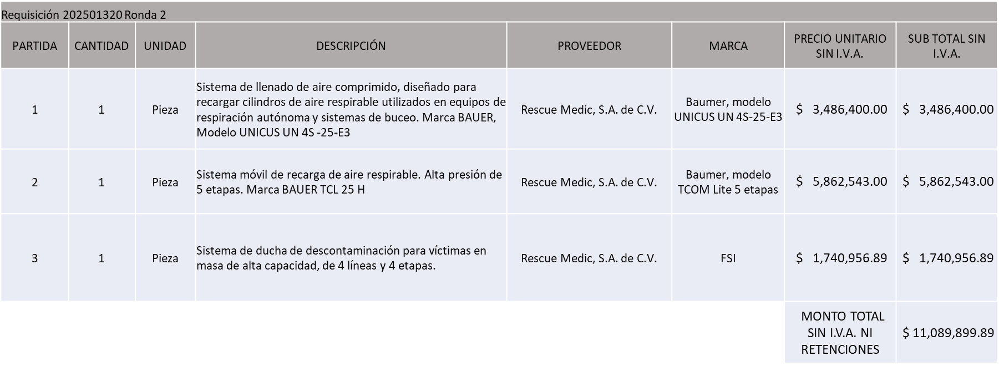 Requisición 202501320 Ronda 2
PARTIDA
CANTIDAD
UNIDAD
DESCRIPCIÓN
PROVEEDOR
MARCA
PRECIO UNITARIO
SIN I.V.A.
SUB TOTAL SIN
I.V.A.
1
1
Pieza
Sistema de llenado de aire comprimido, diseñado para
recargar cilindros de aire respirable utilizados en equipos de
respiración autónoma y sistemas de buceo. Marca BAUER,
Modelo UNICUS UN 4S -25-E3
Rescue Medic, S.A. de C.V.
Baumer, modelo
UNICUS UN 4S-25-E3
$ 3,486,400.00
$ 3,486,400.00
2
1
Pieza
Sistema móvil de recarga de aire respirable. Alta presión de
5 etapas. Marca BAUER TCL 25 H
Rescue Medic, S.A. de C.V.
Baumer, modelo
TCOM Lite 5 etapas
$ 5,862,543.00
$ 5,862,543.00
3
1
Pieza
Sistema de ducha de descontaminación para víctimas en
masa de alta capacidad, de 4 líneas y 4 etapas.
Rescue Medic, S.A. de C.V.
FSI
$ 1,740,956.89
$ 1,740,956.89
MONTO TOTAL
SIN I.V.A. NI
RETENCIONES
$ 11,089,899.89